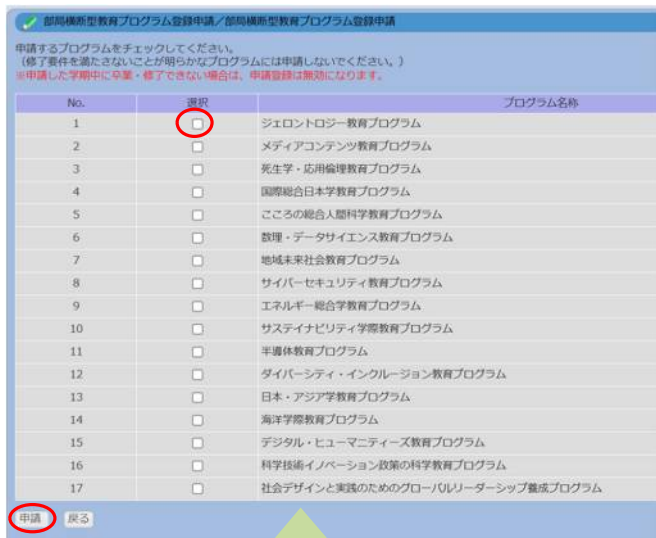 部局横断型教育プログラム登録申請／部局横断型教育プログラム登録申請
申請するプログラムをチェックしてください。
（修了要件を満たさないことが明らかなプログラムには申請しないでください。）
※申請した学期中に卒業・修了できない場合は、申請登録は無効になります。
No. 選択 プログラム名称
1 ジェロントロジー教育プログラム
2 メディアコンテンツ教育プログラム
3 死生学・応用倫理教育プログラム
4 国際総合日本学教育プログラム
5 こころの総合人間科学教育プログラム
6 数理・データサイエンス教育プログラム
7 地域未来社会教育プログラム
8 サイバーセキュリティ教育プログラム
9 エネルギー総合学教育プログラム
10 サステイナビリティ学際教育プログラム
11 半導体教育プログラム
12 ダイバーシティ・インクルージョン教育プログラム
13 日本・アジア学教育プログラム
14 海洋学際教育プログラム
15 デジタル・ヒューマニティーズ教育プログラム
16 科学技術イノベーション政策の科学教育プログラム
17 社会デザインと実践のためのグローバルリーダーシップ養成プログラム
申請 戻る